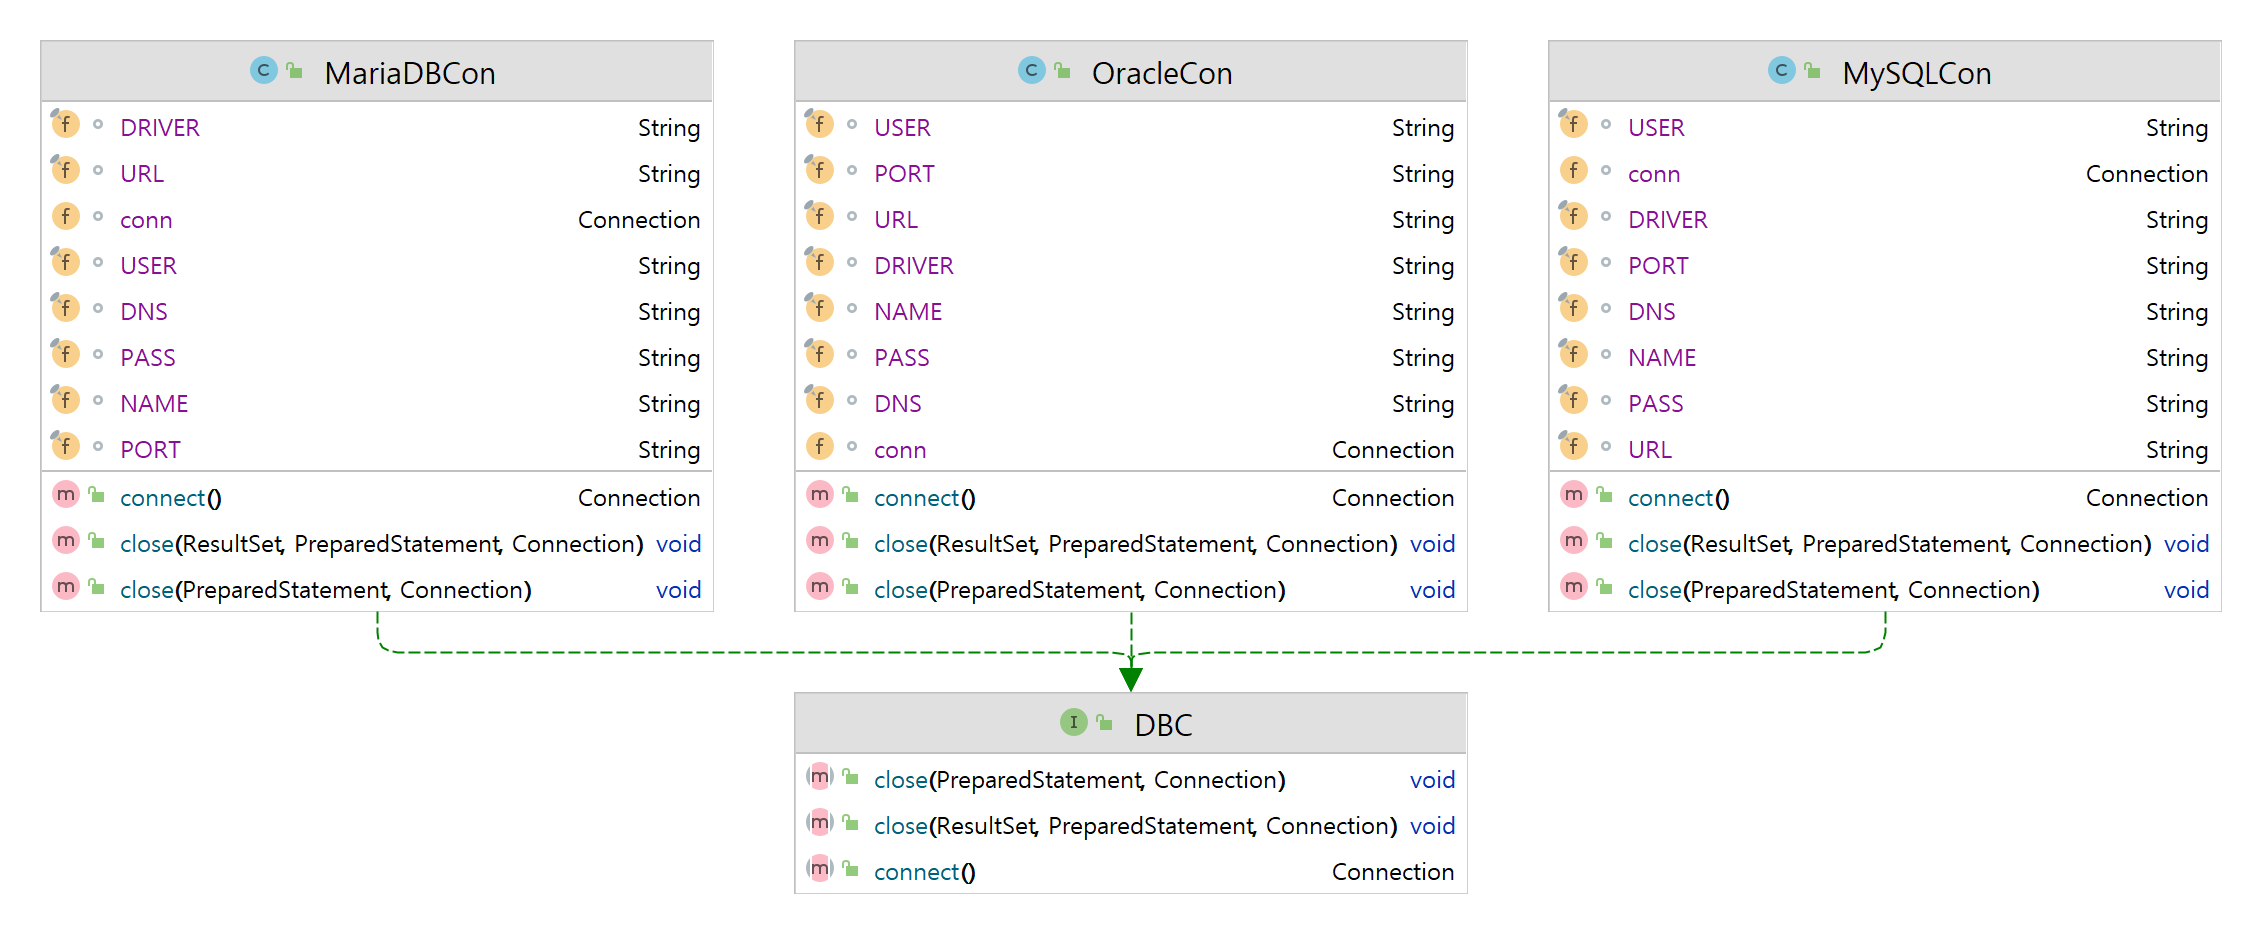 MariaDBCon
DRIVER String
URL String
conn Connection
USER String
DNS String
PASS String
NAME String
PORT String
connect() Connection
close(ResultSet, PreparedStatement, Connection) void
close(PreparedStatement, Connection) void
OracleCon
USER String
PORT String
URL String
DRIVER String
NAME String
PASS String
DNS String
conn Connection
connect() Connection
close(ResultSet, PreparedStatement, Connection) void
close(PreparedStatement, Connection) void
MySQLCon
USER String
conn Connection
DRIVER String
PORT String
DNS String
NAME String
PASS String
URL String
connect() Connection
close(ResultSet, PreparedStatement, Connection) void
close(PreparedStatement, Connection) void
DBC
close(PreparedStatement, Connection) void
close(ResultSet, PreparedStatement, Connection) void
connect() Connection